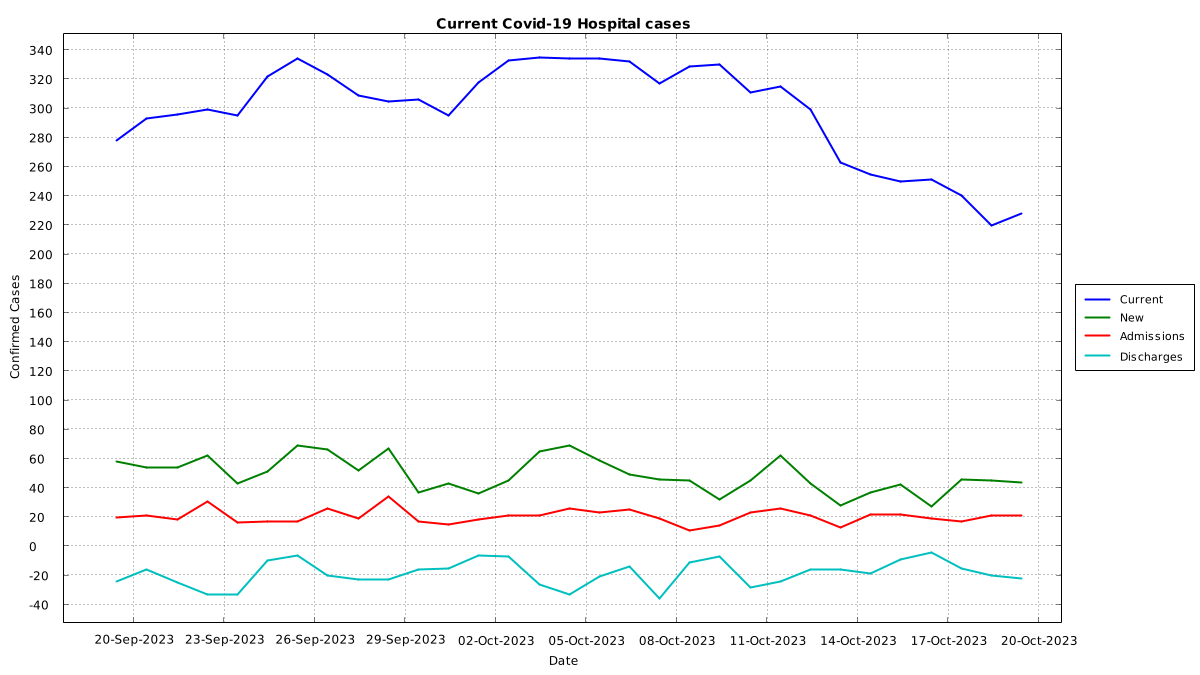 Current Covid-19 Hospital cases
340
320
300
280
260
240
220
200
180
160
140
120
100
80
60
40
20
0
-20
-40
Confirmed Cases
20-Sep-2023 23-Sep-2023 26-Sep-2023 29-Sep-2023 02-Oct-2023 05-Oct-2023 08-Oct-2023 11-Oct-2023 14-Oct-2023 17-Oct-2023 20-Oct-2023
Date
Current
New
Admissions
Discharges